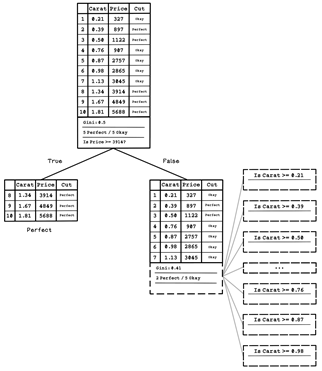 Carat Price Cut
1 0.21 327 Okay
2 0.39 897 Perfect
3 0.50 1122 Perfect
4 0.76 907 Okay
5 0.87 2757 Okay
6 0.98 2865 Okay
7 1.13 3045 Okay
8 1.34 3914 Perfect
9 1.67 4849 Perfect
10 1.81 5688 Perfect
Gini: 0.5
5 Perfect / 5 Okay
Is Price >= 3914?
True
False
Carat Price Cut
8 1.34 3914 Perfect
9 1.67 4849 Perfect
10 1.81 5688 Perfect
Perfect
Carat Price Cut
1 0.21 327 Okay
2 0.39 897 Perfect
3 0.50 1122 Perfect
4 0.76 907 Okay
5 0.87 2757 Okay
6 0.98 2865 Okay
7 1.13 3045 Okay
Gini: 0.41
2 Perfect / 5 Okay
Is Carat >= 0.21
Is Carat >= 0.39
Is Carat >= 0.50
...
Is Carat >= 0.76
Is Carat >= 0.87
Is Carat >= 0.98